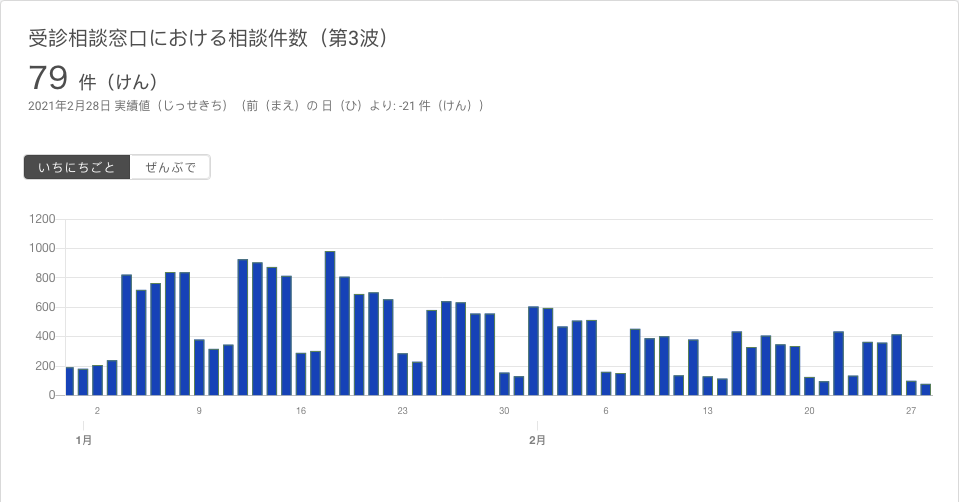 受診相談窓口における相談件数（第3波）
79 件（けん）
2021年2月28日 実績値（じっせきち）（前（まえ）の 日（ひ）より: -21 件（けん））
いちにちごと ぜんぶで
1200
1000
800
600
400
200
0
2 9 16 23 30 6 13 20 27
1月 2月